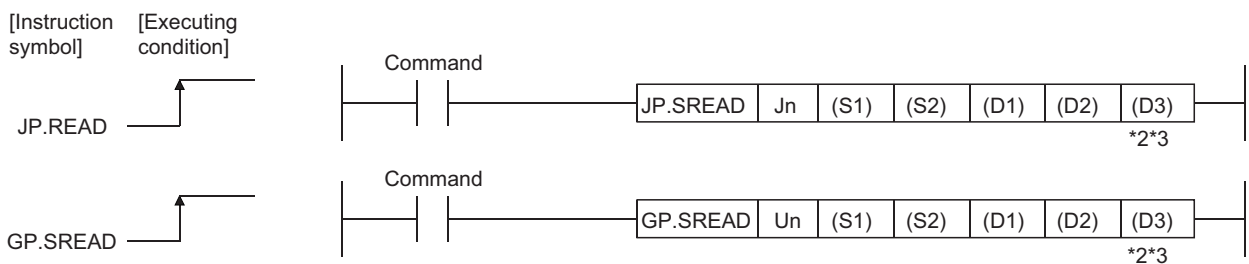 [Instruction symbol] [Executing condition]
Command
JP.READ JP.SREAD Jn (S1) (S2) (D1) (D2) (D3)
*2*3
Command
GP.SREAD GP.SREAD Un (S1) (S2) (D1) (D2) (D3)
*2*3